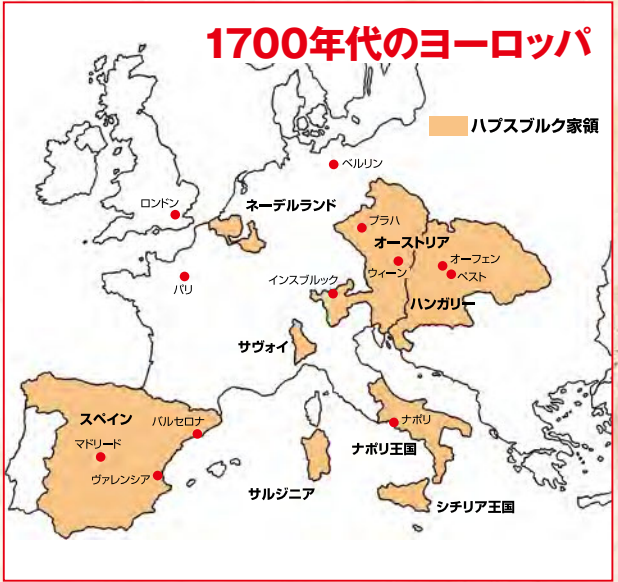 1700年代のヨーロッパ
ハプスブルク家領
ベルリン
ロンドン
ネーデルランド
プラハ
オーストリア
オーフェン
ウィーン
ペスト
パリ
インスブルック
ハンガリー
サヴォイ
スペイン
バルセロナ
ナポリ
マドリード
ナポリ王国
ヴァレンシア
サルジニア
シチリア王国